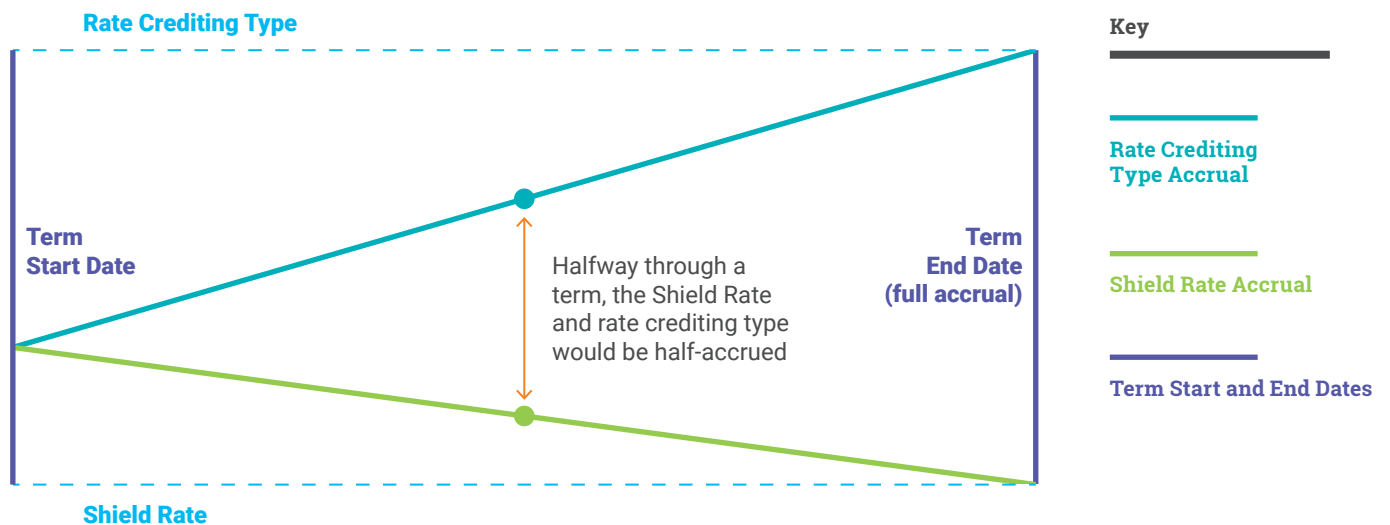 Rate Crediting Type
Term
Start Date
Halfway through a
term, the Shield Rate
and rate crediting type
would be half-accrued
Term
End Date
(full accrual)
Shield Rate
Key
Rate Crediting
Type Accrual
Shield Rate Accrual
Term Start and End Dates